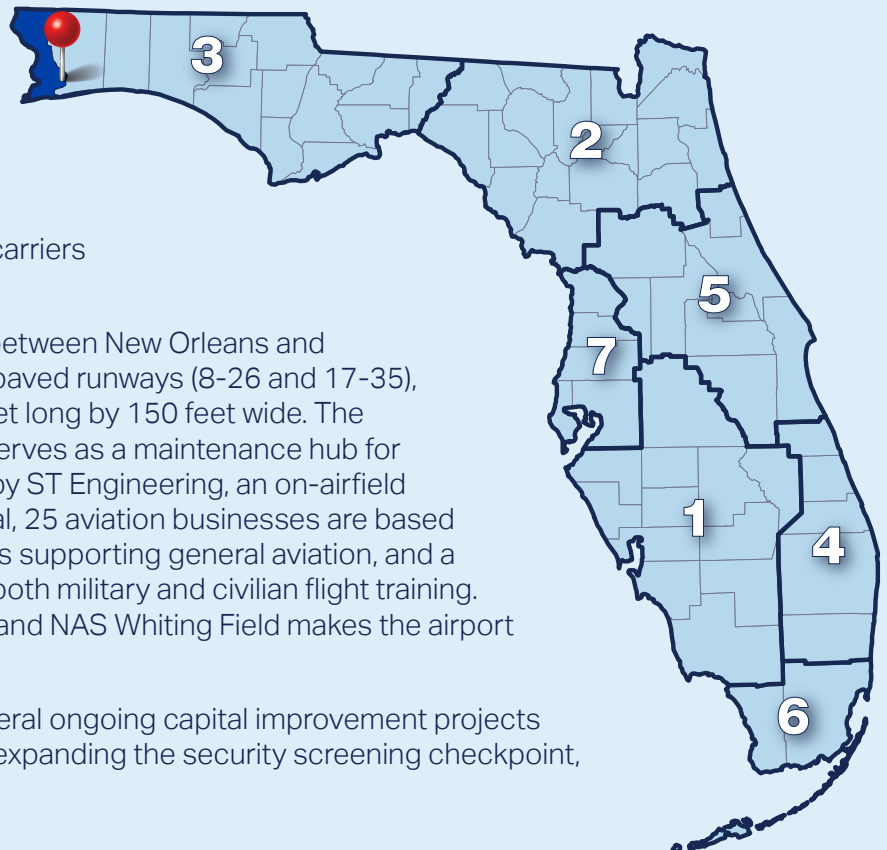 3
2
carriers
5
between New Orleans and
paved runways (8-26 and 17-35),
7
et long by 150 feet wide. The
erves as a maintenance hub for
by ST Engineering, an on-airfield
al, 25 aviation businesses are based
1
s supporting general aviation, and a
4
both military and civilian flight training.
and NAS Whiting Field makes the airport
6
eral ongoing capital improvement projects
expanding the security screening checkpoint,